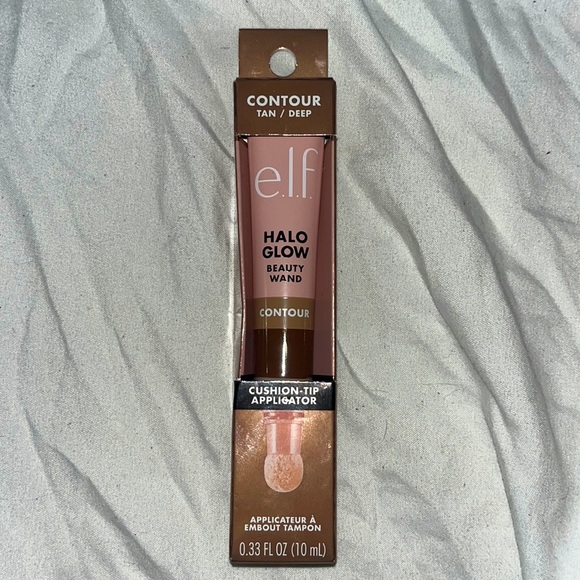 CONTOUR
TAN / DEEP
e.l.f.
HALO
GLOW
BEAUTY
WAND
CONTOUR
CUSHION-TIP
APPLICATOR
APPLICATEUR À
EMBOUT TAMPON
0.33 FL OZ (10 mL)